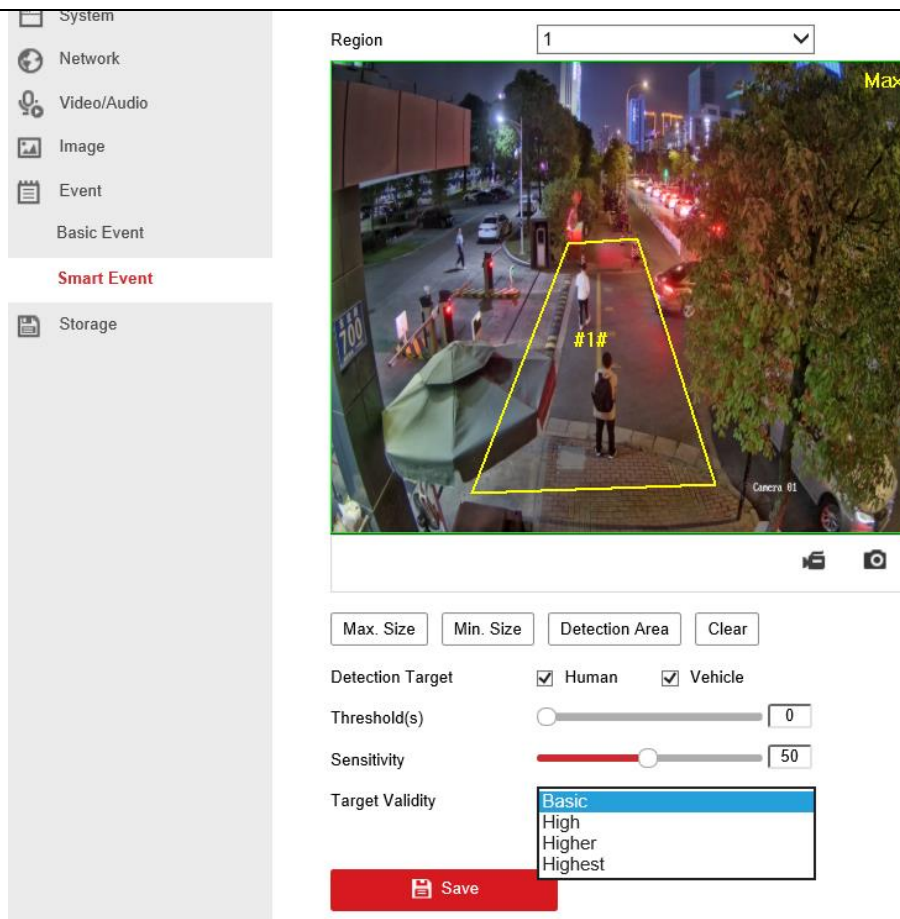 System
Network
Video/Audio
Image
Event
Basic Event
Smart Event
Storage
Region 1
Max
#1#
700
Camera 01
Max. Size Min. Size Detection Area Clear
Detection Target Human Vehicle
Threshold(s) 0
Sensitivity 50
Target Validity Basic
High
Higher
Highest
Save